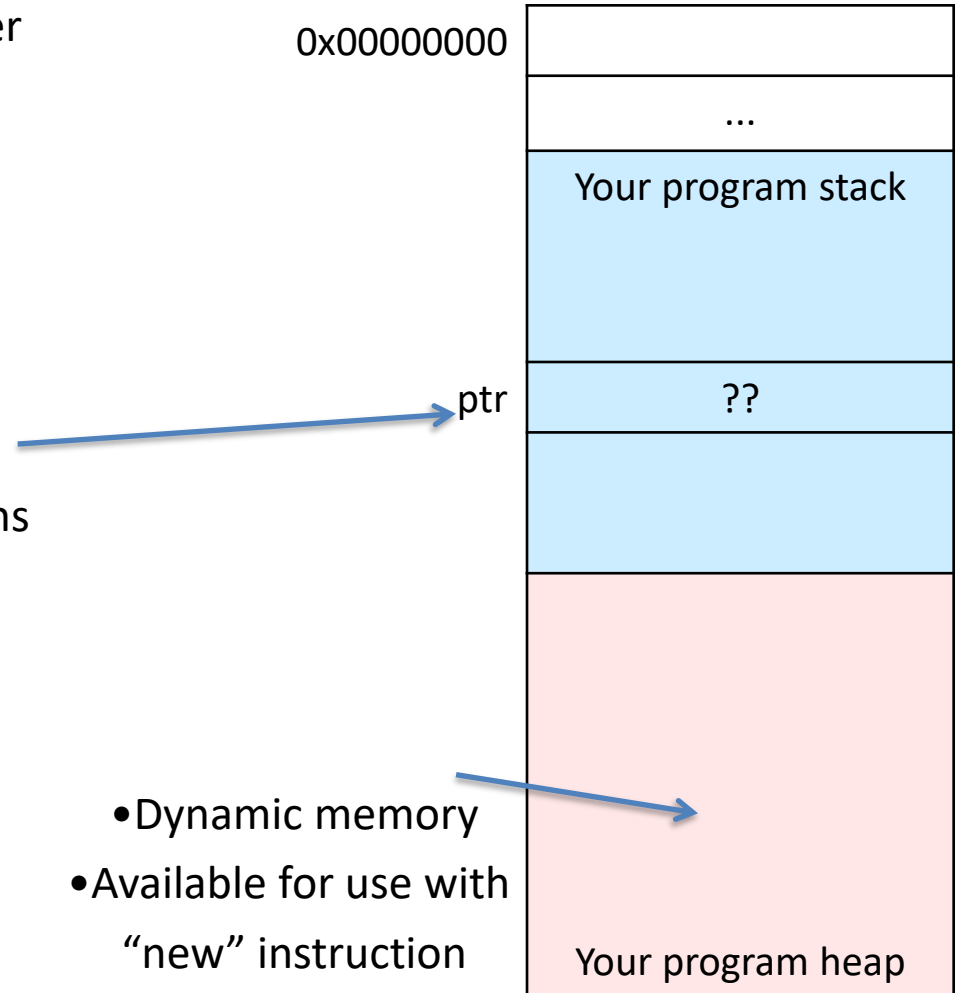 er
0x00000000
...
Your program stack
ptr
??
ns
•Dynamic memory
•Available for use with
“new” instruction
Your program heap